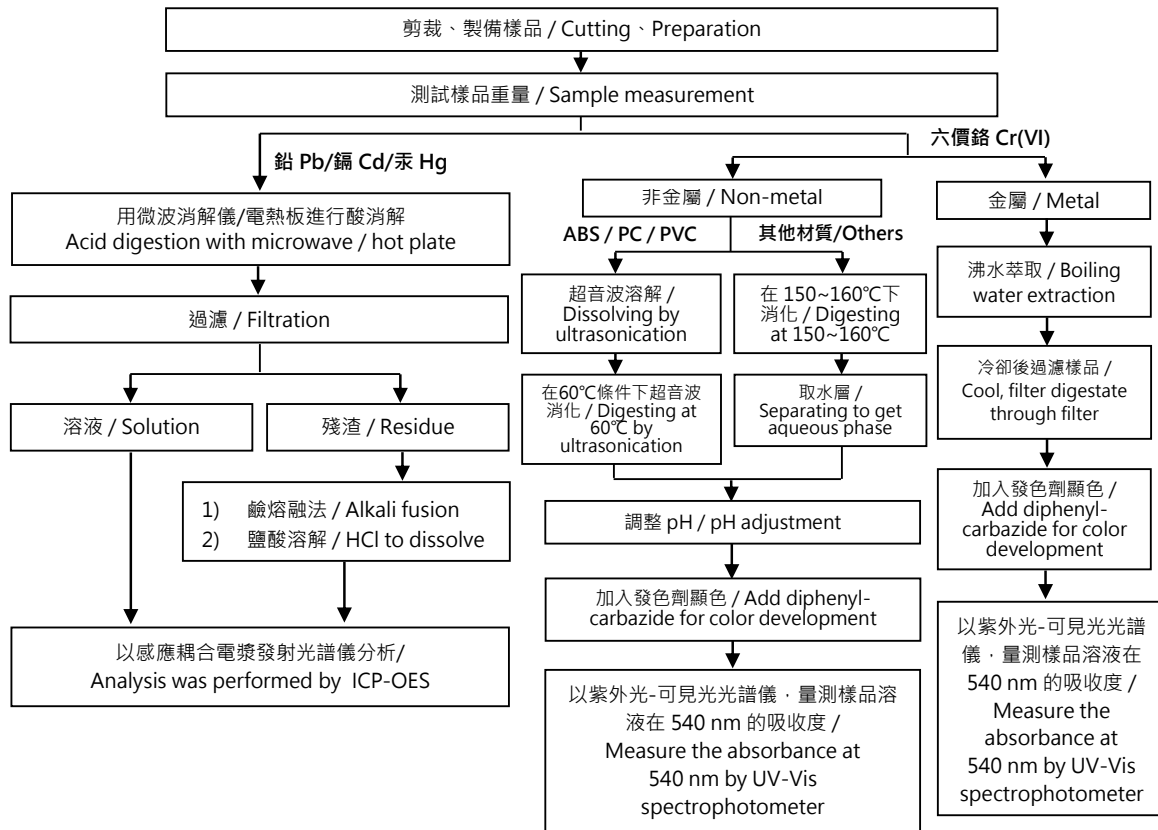 剪裁、製備樣品 / Cutting、Preparation
測試樣品重量 / Sample measurement
鉛 Pb/鎘 Cd/汞 Hg
六價鉻 Cr(VI)
用微波消解儀/電熱板進行酸消解
Acid digestion with microwave / hot plate
過濾 / Filtration
溶液 / Solution
殘渣 / Residue
1) 鹼熔融法 / Alkali fusion
2) 鹽酸溶解 / HCl to dissolve
以感應耦合電漿發射光譜儀分析/
Analysis was performed by ICP-OES
非金屬 / Non-metal
ABS / PC / PVC
其他材質/Others
超音波溶解 /
Dissolving by
ultrasonication
在60℃條件下超音波
消化 / Digesting at
60℃ by
ultrasonication
在 150~160℃下
消化 / Digesting
at 150~160℃
取水層 /
Separating to get
aqueous phase
調整 pH / pH adjustment
加入發色劑顯色 / Add diphenyl-
carbazide for color development
以紫外光-可見光光譜儀，量測樣品溶
液在 540 nm 的吸收度 /
Measure the absorbance at
540 nm by UV-Vis
spectrophotometer
金屬 / Metal
沸水萃取 / Boiling
water extraction
冷卻後過濾樣品 /
Cool, filter digestate
through filter
加入發色劑顯色 /
Add diphenyl-
carbazide for color
development
以紫外光-可見光光譜
儀，量測樣品溶液在
540 nm 的吸收度 /
Measure the
absorbance at
540 nm by UV-Vis
spectrophotometer